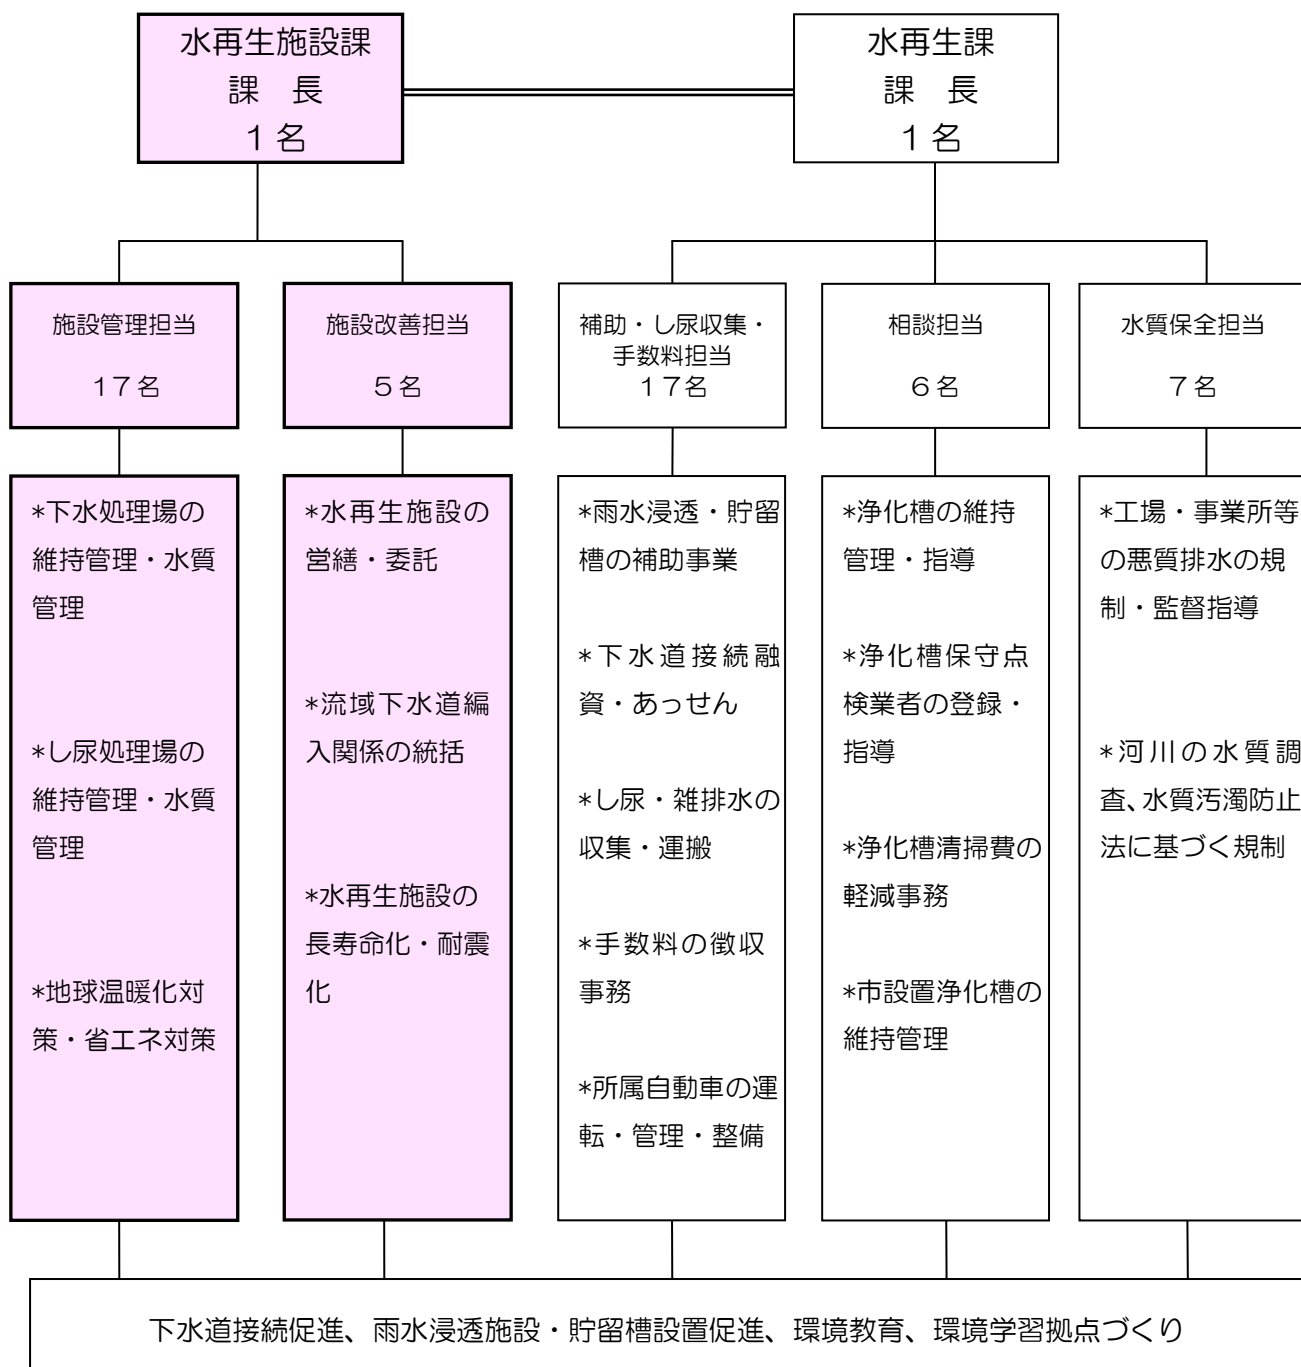 水再生施設課
課　長
１名
水再生課
課　長
１名
施設管理担当
１７名
施設改善担当
５名
補助・し尿収集・
手数料担当
１７名
相談担当
６名
水質保全担当
７名
*下水処理場の
維持管理・水質
管理
*し尿処理場の
維持管理・水質
管理
*地球温暖化対
策・省エネ対策
*水再生施設の
営繕・委託
*流域下水道編
入関係の統括
*水再生施設の
長寿命化・耐震
化
*雨水浸透・貯留
槽の補助事業
*下水道接続融
資・あっせん
*し尿・雑排水の
収集・運搬
*手数料の徴収
事務
*所属自動車の運
転・管理・整備
*浄化槽の維持
管理・指導
*浄化槽保守点
検業者の登録・
指導
*浄化槽清掃費の
軽減事務
*市設置浄化槽の
維持管理
*工場・事業所等
の悪質排水の規
制・監督指導
*河川の水質調
査、水質汚濁防止
法に基づく規制
下水道接続促進、雨水浸透施設・貯留槽設置促進、環境教育、環境学習拠点づくり